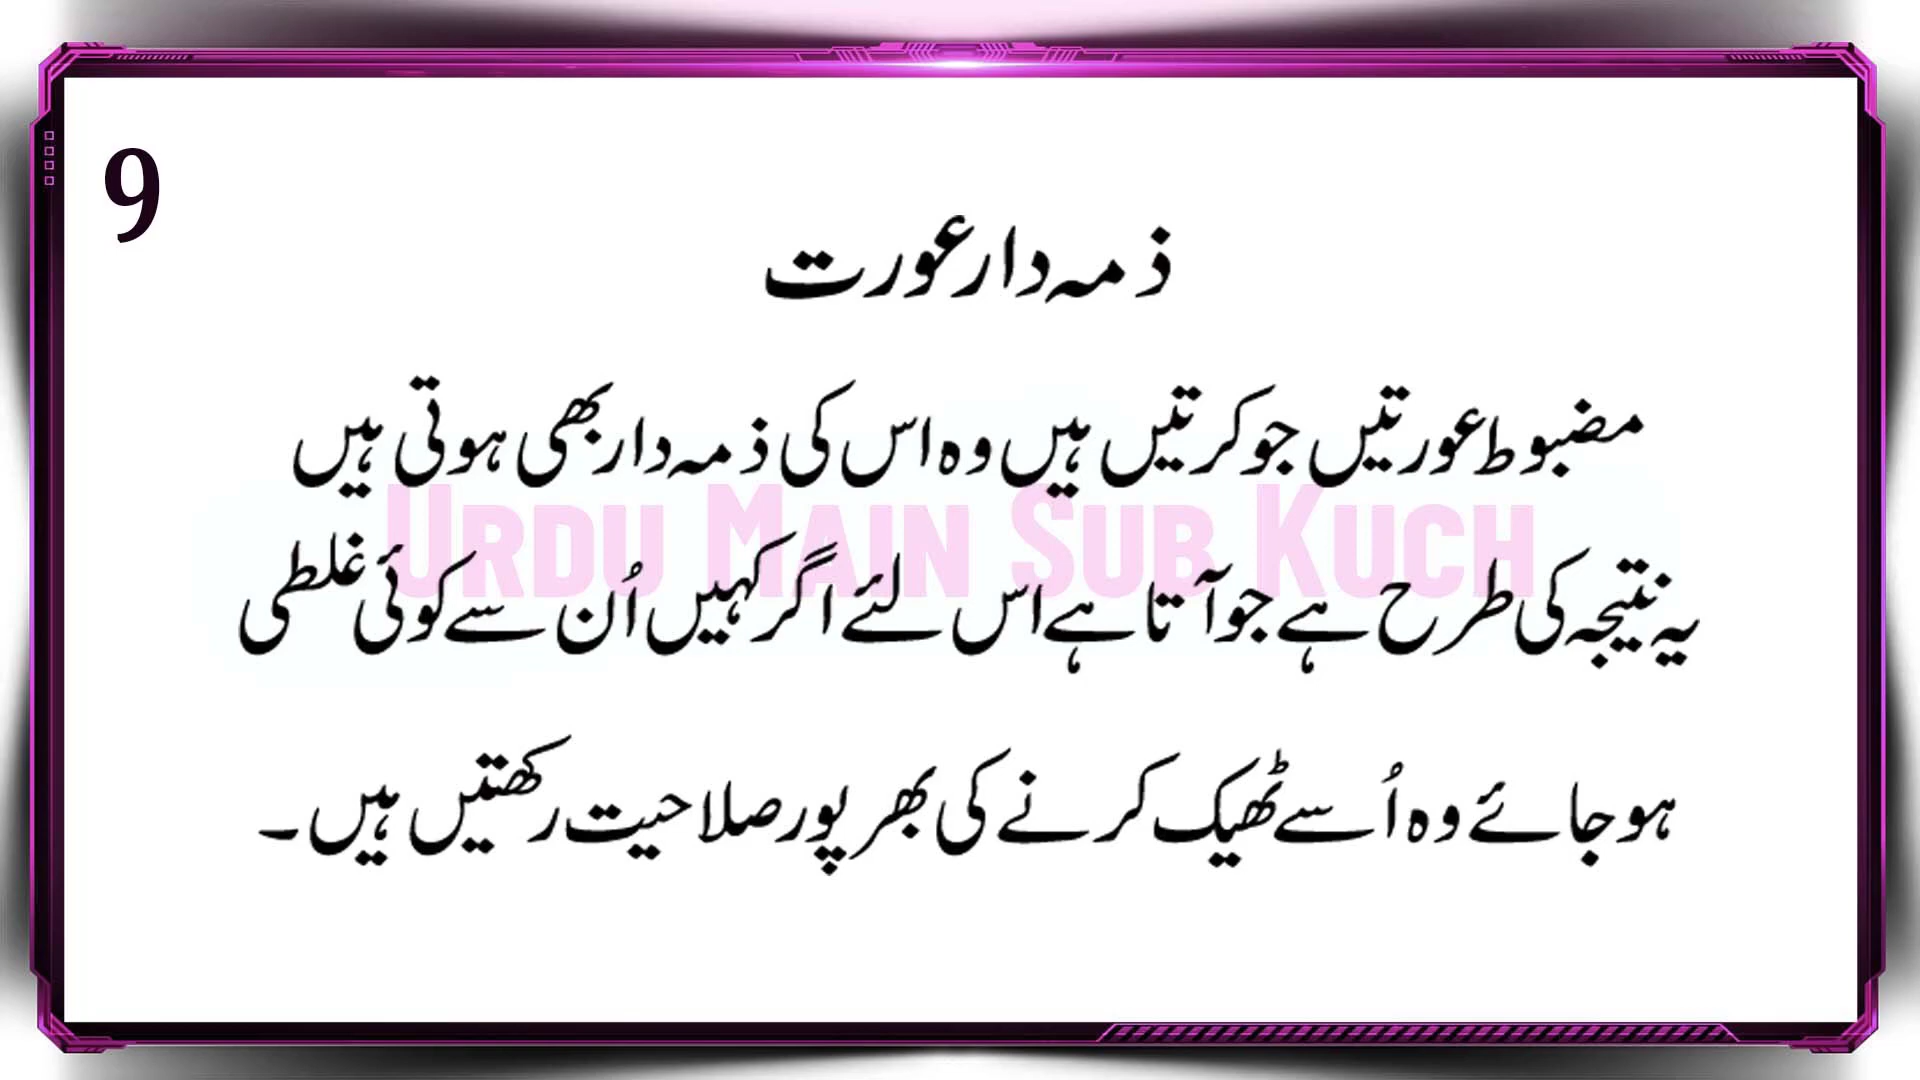 9
ذمہ دار عورت
مضبوط عورتیں جو کرتیں ہیں وہ اس کی ذمہ دار بھی ہوتی ہیں
Urdu Main Sub Kuch
یہ نتیجہ کی طرح ہے جو آتا ہے اس لئے اگر کہیں اُن سے کوئی غلطی
ہو جائے وہ اُسے ٹھیک کرنے کی بھر پور صلاحیت رکھتیں ہیں ۔